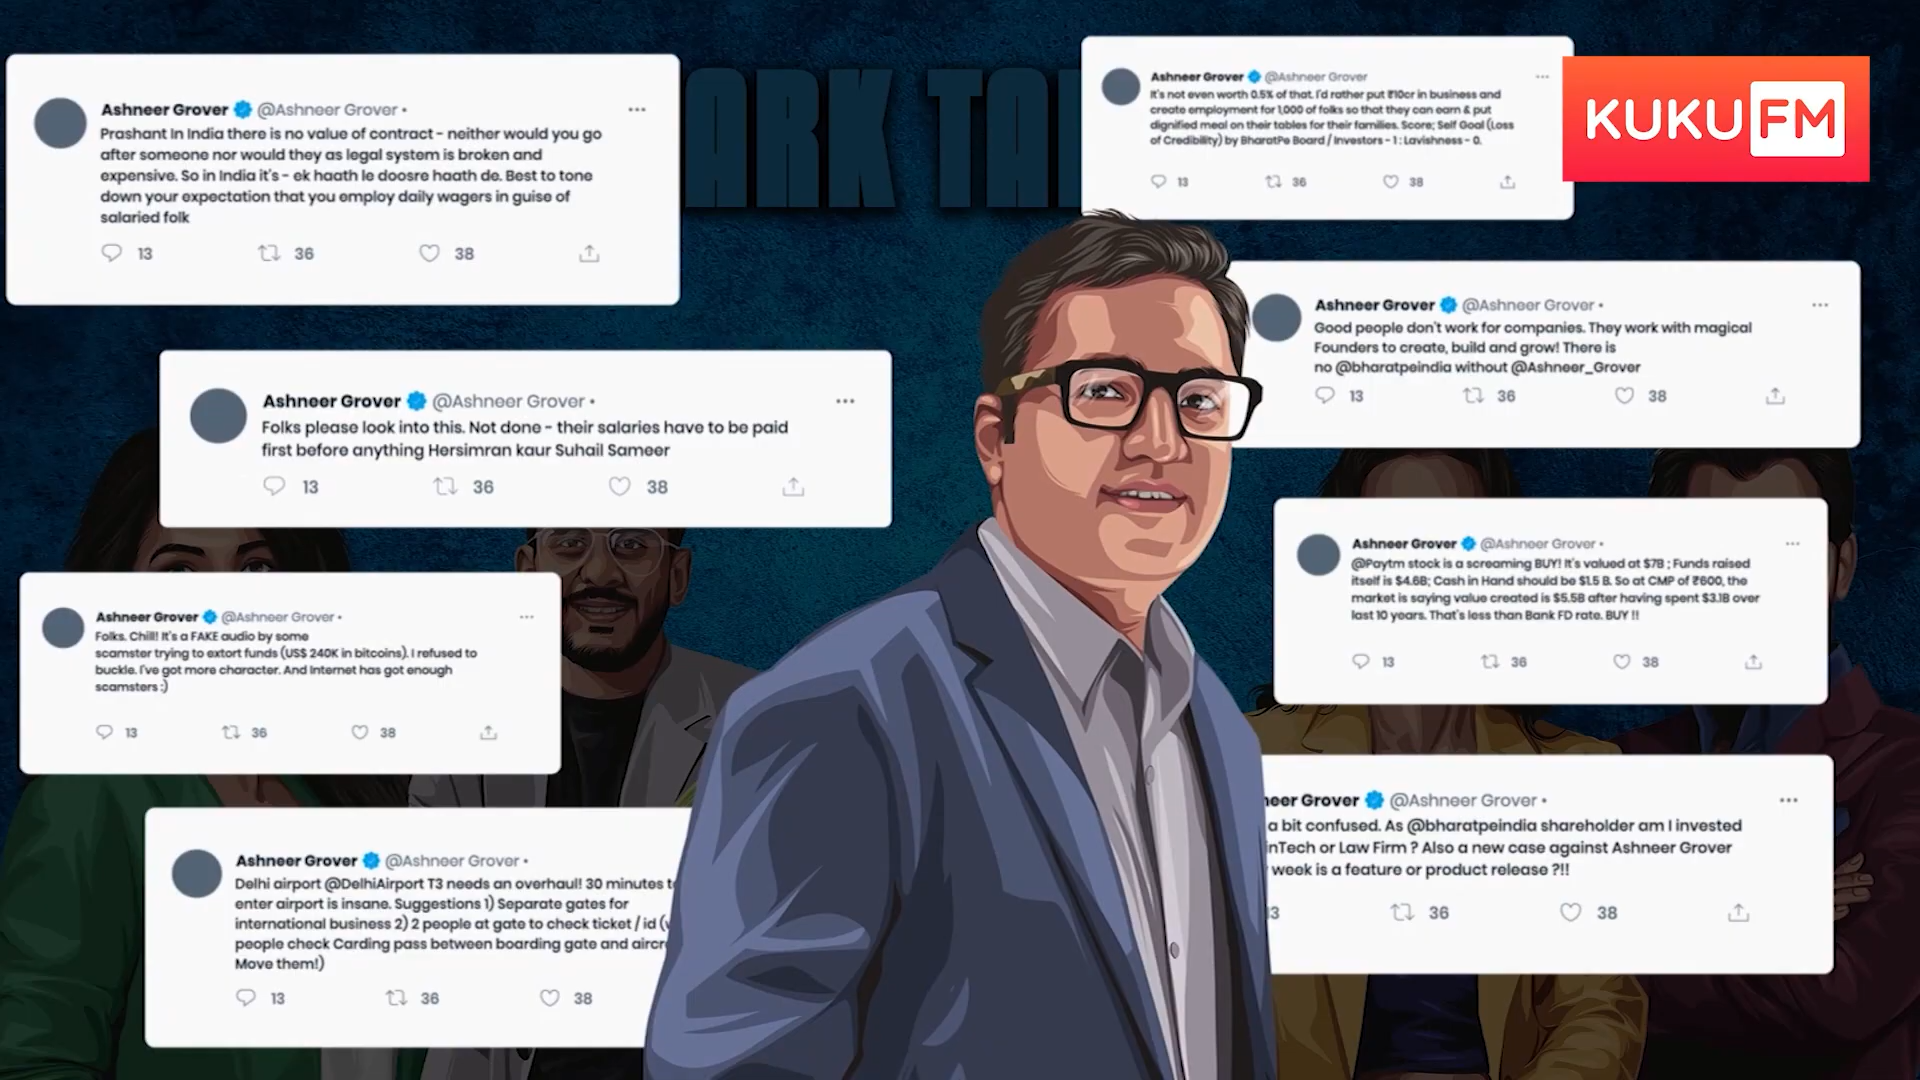 ARK TA
KUKU FM
Ashneer Grover @Ashneer Grover •
Prashant In India there is no value of contract - neither would you go
after someone nor would they as legal system is broken and
expensive. So in India it's - ek haath le doosre haath de. Best to tone
down your expectation that you employ daily wagers in guise of
salaried folk
13 36 38
Ashneer Grover @Ashneer Grover
It's not even worth 0.5% of that. I'd rather put ₹10cr in business and
create employment for 1,000 of folks so that they can earn & put
dignified meal on their tables for their families. Score; Self Goal (Loss
of Credibility) by BharatPe Board / Investors - 1 : Lavishness - 0.
13 36 38
Ashneer Grover @Ashneer Grover •
Good people don't work for companies. They work with magical
Founders to create, build and grow! There is
no @bharatpeindia without @Ashneer_Grover
13 36 38
Ashneer Grover @Ashneer Grover •
Folks please look into this. Not done - their salaries have to be paid
first before anything Hersimran kaur Suhail Sameer
13 36 38
Ashneer Grover @Ashneer Grover •
@Paytm stock is a screaming BUY! It's valued at $7B ; Funds raised
itself is $4.6B; Cash in Hand should be $1.5 B. So at CMP of ₹600, the
market is saying value created is $5.5B after having spent $3.1B over
last 10 years. That's less than Bank FD rate. BUY !!
13 36 38
Ashneer Grover @Ashneer Grover •
Folks. Chill! It's a FAKE audio by some
scamster trying to extort funds (US$ 240K in bitcoins). I refused to
buckle. I've got more character. And Internet has got enough
scamsters :)
13 36 38
neer Grover @Ashneer Grover •
a bit confused. As @bharatpeindia shareholder am I invested
inTech or Law Firm ? Also a new case against Ashneer Grover
week is a feature or product release ?!!
13 36 38
Ashneer Grover @Ashneer Grover •
Delhi airport @DelhiAirport T3 needs an overhaul! 30 minutes t
enter airport is insane. Suggestions 1) Separate gates for
international business 2) 2 people at gate to check ticket / id (
people check Carding pass between boarding gate and aircr
Move them!)
13 36 38